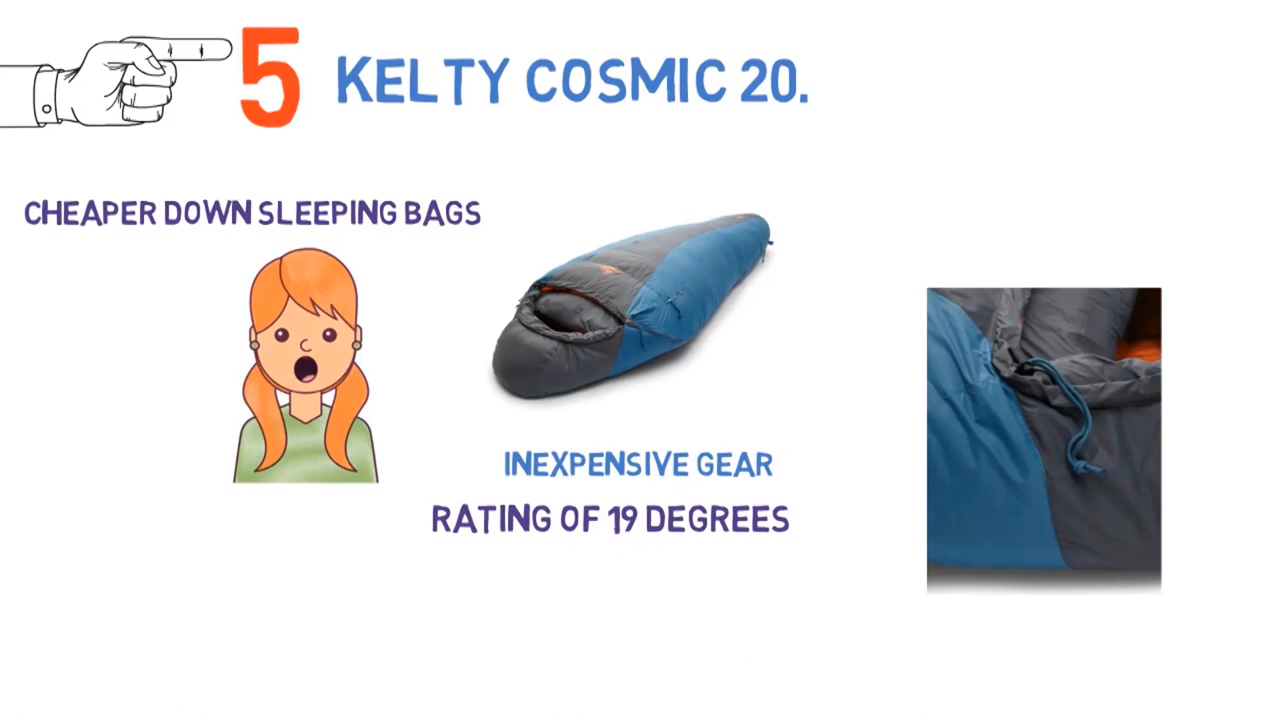 5 KELTY COSMIC 20.
CHEAPER DOWN SLEEPING BAGS
INEXPENSIVE GEAR
RATING OF 19 DEGREES